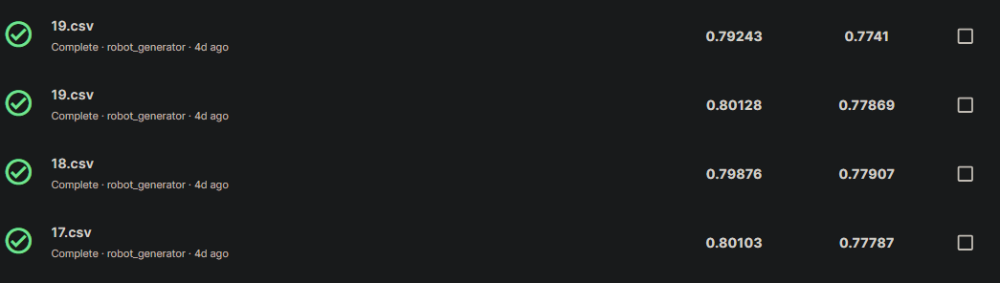 19.csv
0.79243 0.7741
Complete · robot_generator · 4d ago
19.csv
0.80128 0.77869
Complete · robot_generator · 4d ago
18.csv
0.79876 0.77907
Complete · robot_generator · 4d ago
17.csv
0.80103 0.77787
Complete · robot_generator · 4d ago